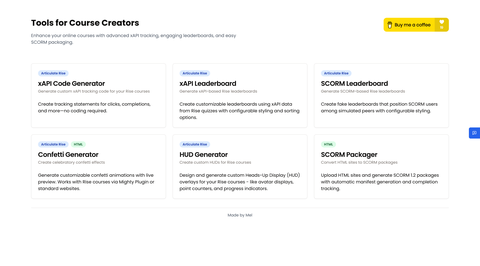 Tools for Course Creators
Buy me a coffee
Enhance your online courses with advanced xAPI tracking, engaging leaderboards, and easy
SCORM packaging.
Articulate Rise
xAPI Code Generator
Generate custom xAPI tracking code for your Rise courses
Create tracking statements for clicks, completions,
and more—no coding required.
Articulate Rise
xAPI Leaderboard
Generate xAPI-based Rise leaderboards
Create customizable leaderboards using xAPI data
from Rise quizzes with configurable styling and sorting
options.
Articulate Rise
SCORM Leaderboard
Generate SCORM-based Rise leaderboards
Create fake leaderboards that position SCORM users
among simulated peers with configurable styling.
Articulate Rise HTML
Confetti Generator
Create celebratory confetti effects
Generate customizable confetti animations with live
preview. Works with Rise courses via Mighty Plugin or
standard websites.
Articulate Rise
HUD Generator
Create custom HUDs for Rise courses
Design and generate custom Heads-Up Display (HUD)
overlays for your Rise courses - like avatar displays,
point counters, and progress indicators.
HTML
SCORM Packager
Convert HTML sites to SCORM packages
Upload HTML sites and generate SCORM 1.2 packages
with automatic manifest generation and completion
tracking.